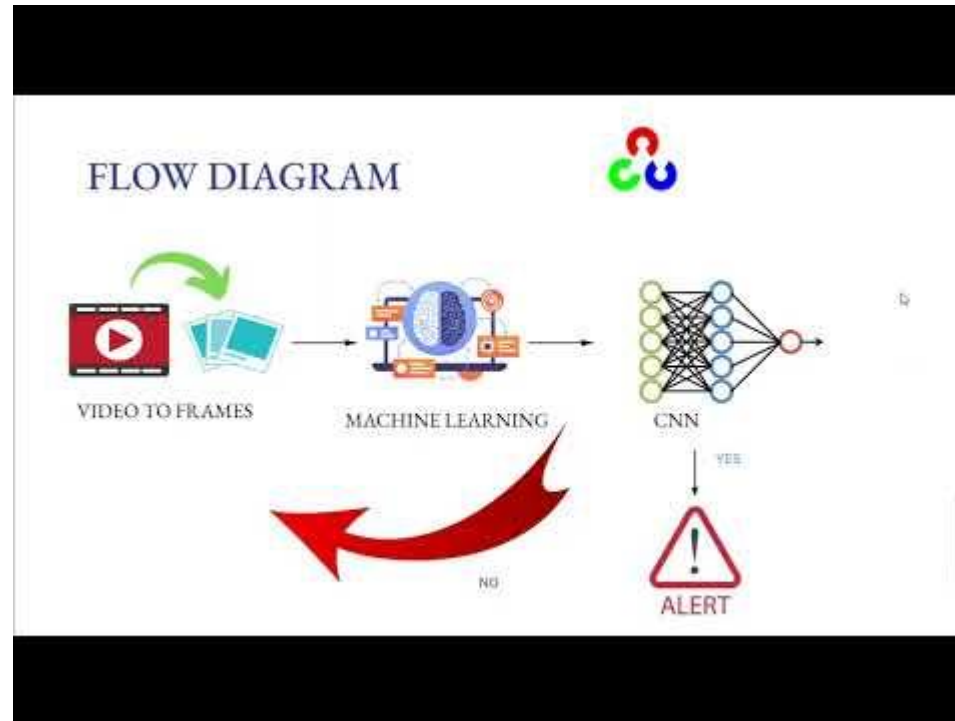 FLOW DIAGRAM
VIDEO TO FRAMES
MACHINE LEARNING
CNN
YES
NO
ALERT